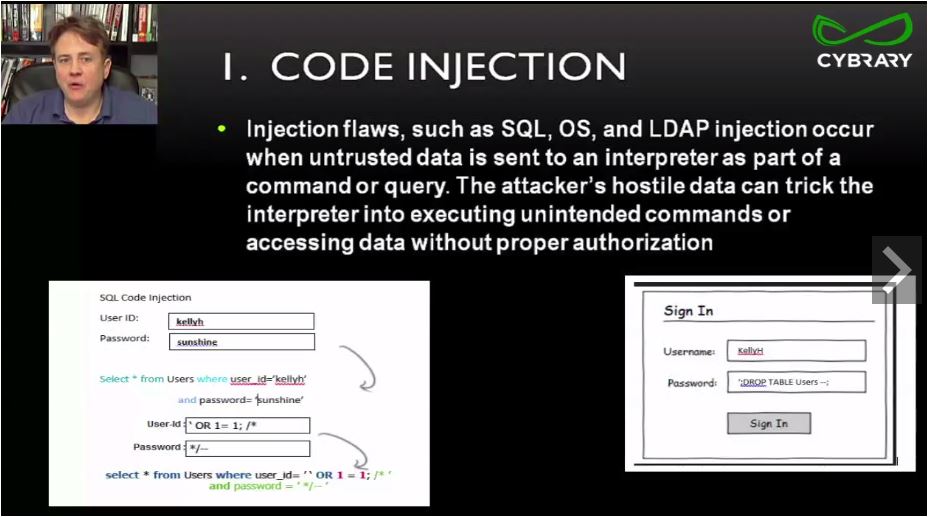 CYBRARY
I. CODE INJECTION
• Injection flaws, such as SQL, OS, and LDAP injection occur
when untrusted data is sent to an interpreter as part of a
command or query. The attacker's hostile data can trick the
interpreter into executing unintended commands or
accessing data without proper authorization
SQL Code Injection
User ID: kellyh
Password: sunshine
Select * from Users where user_id='kellyh'
and password= 'sunshine'
User-Id: ` OR 1= 1; /*
Password: */--
select * from Users where user_id= '` OR 1 = 1; /* '
and password = ' */-- '
Sign In
Username: KellyH
Password: ';DROP TABLE Users --;
Sign In